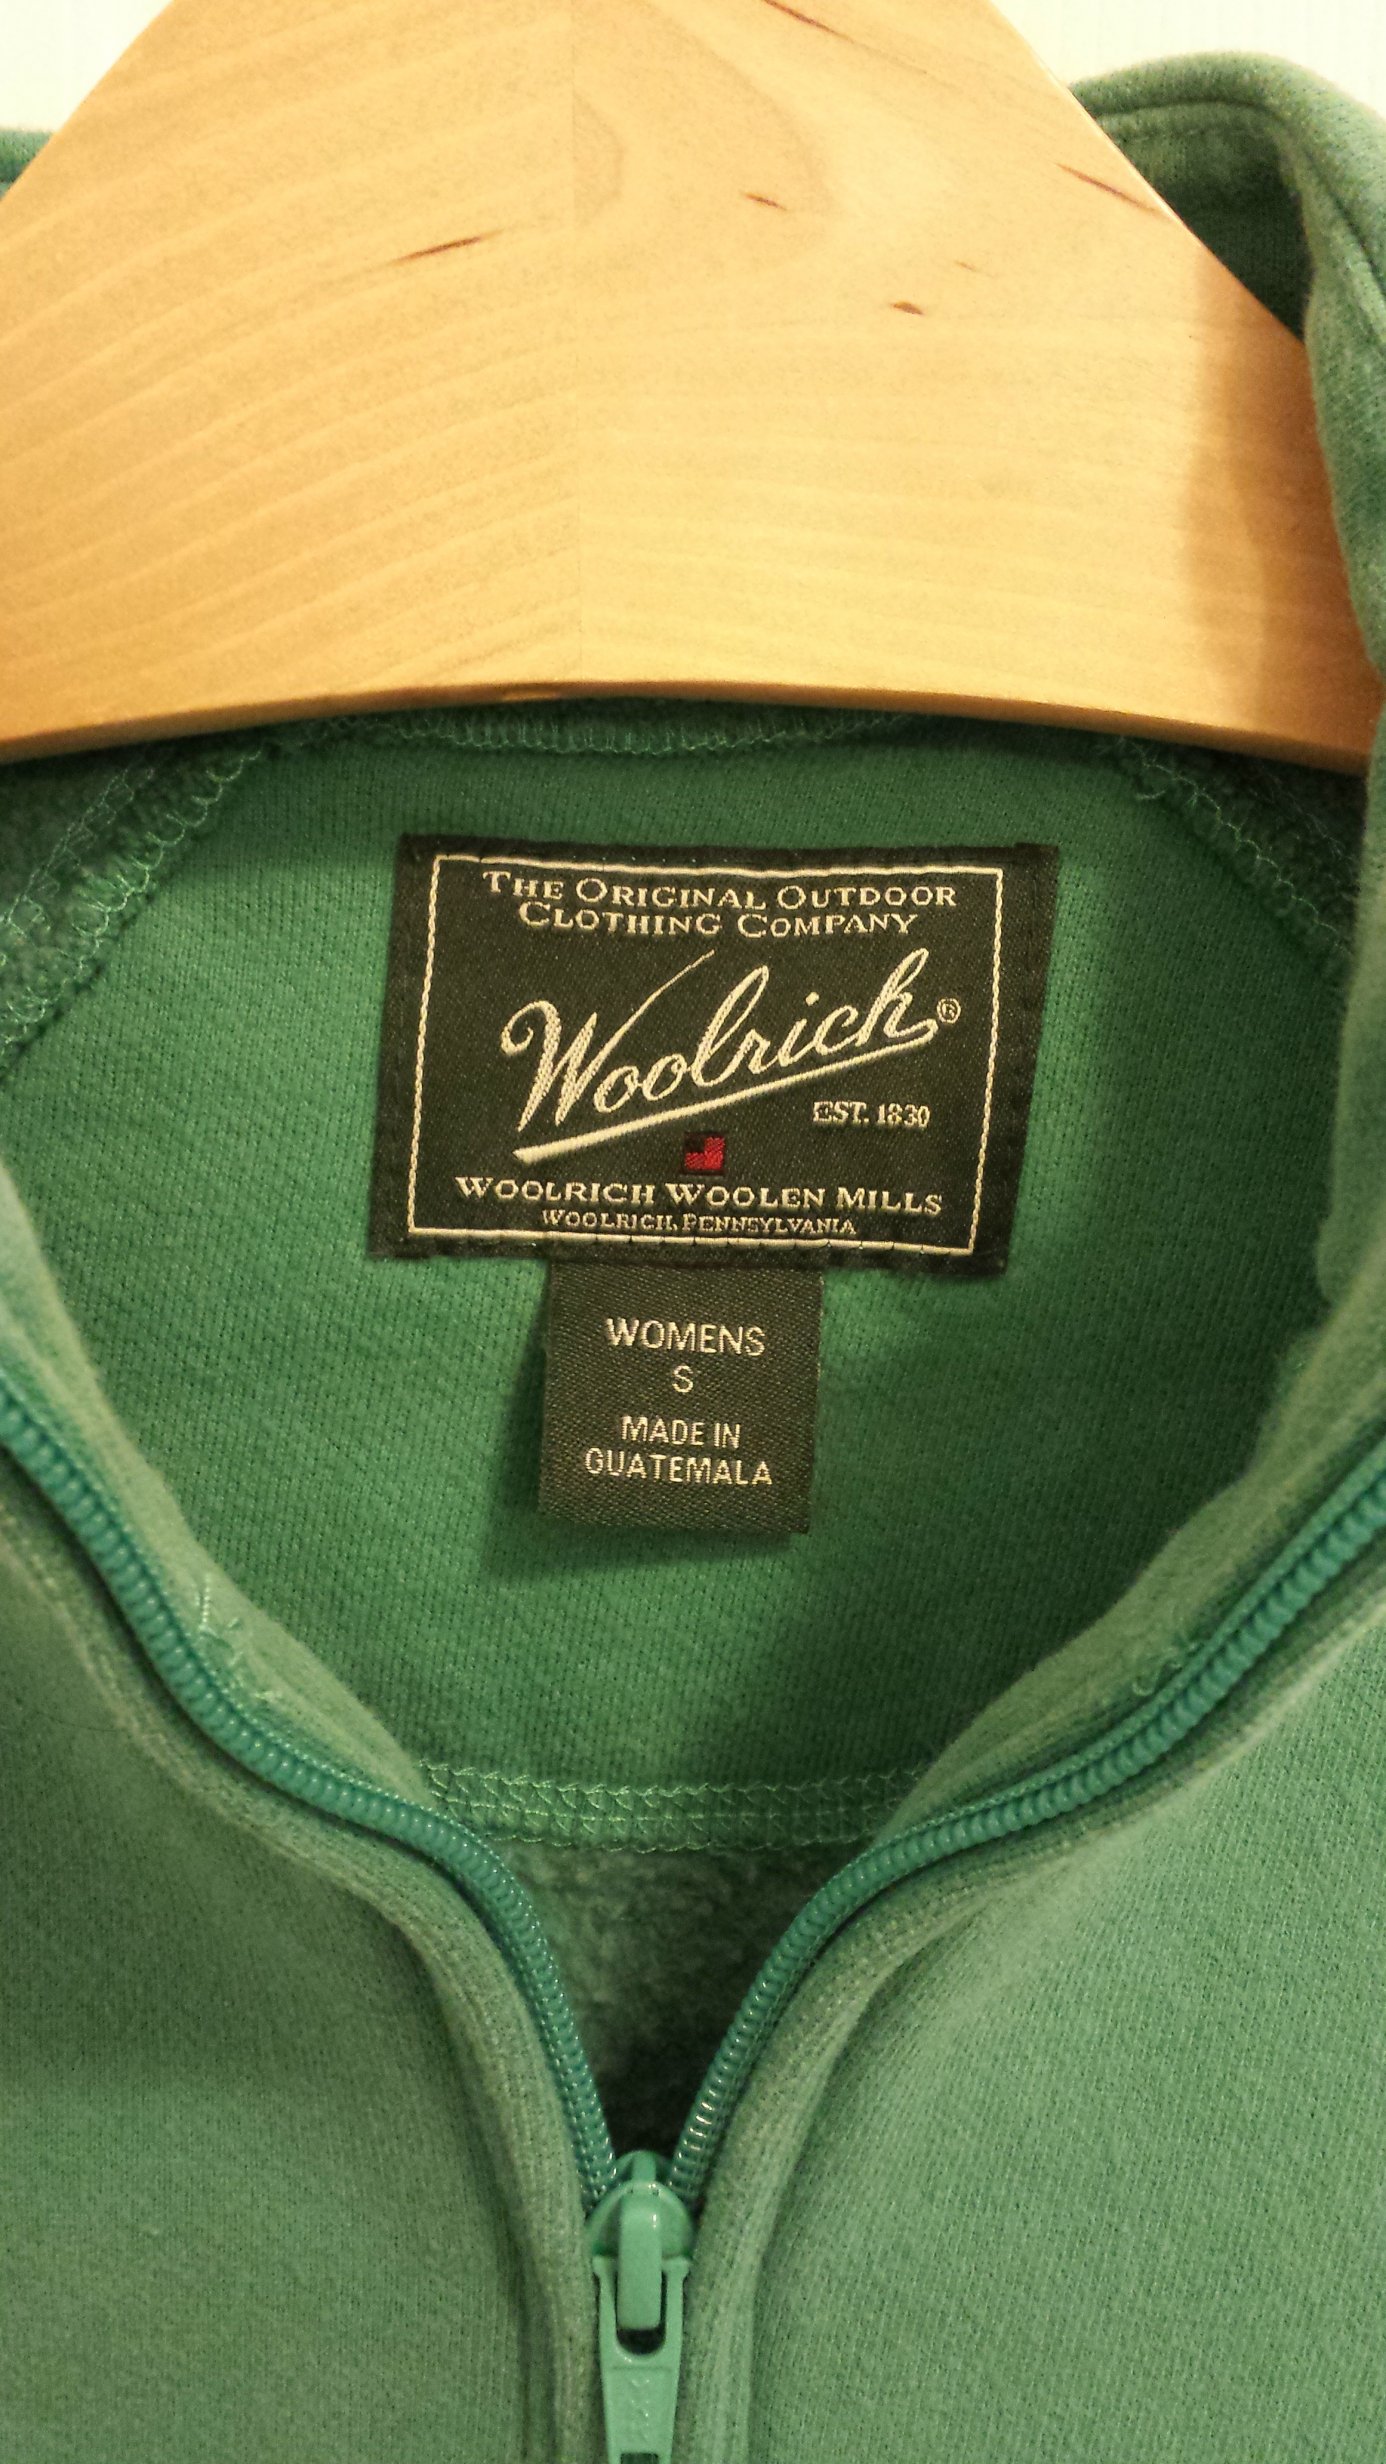 THE ORIGINAL OUTDOOR
CLOTHING COMPANY
Woolrich®
EST. 1830
WOOLRICH WOOLEN MILLS
WOOLRICH, PENNSYLVANIA
WOMENS
S
MADE IN
GUATEMALA